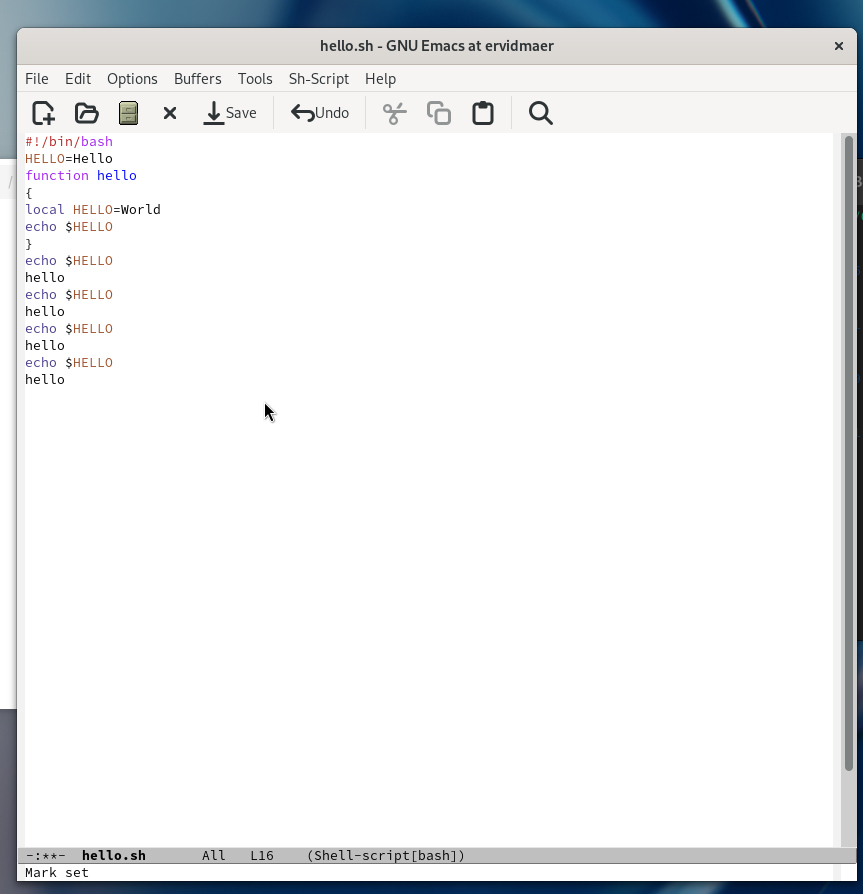 hello.sh - GNU Emacs at ervidmaer
File Edit Options Buffers Tools Sh-Script Help
Save Undo
#!/bin/bash
HELLO=Hello
function hello
{
local HELLO=World
echo $HELLO
}
echo $HELLO
hello
echo $HELLO
hello
echo $HELLO
hello
echo $HELLO
hello
-:**- hello.sh All L16 (Shell-script[bash])
Mark set